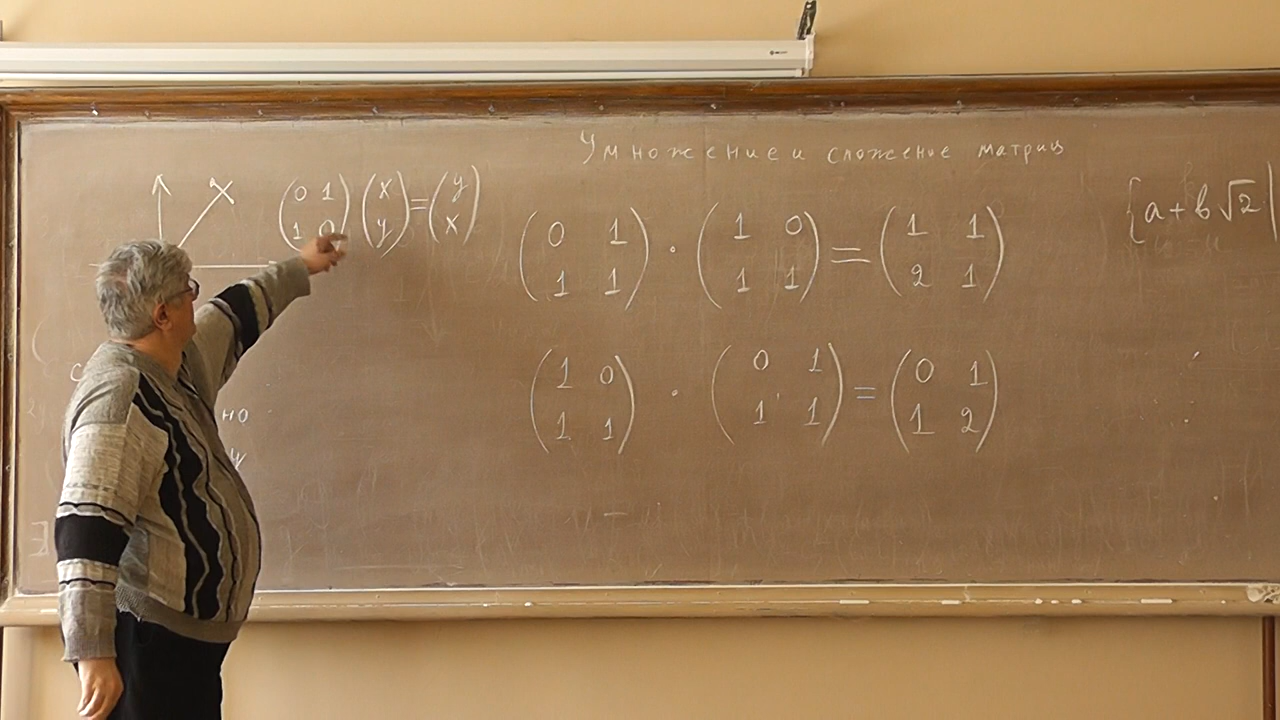 Умножение и сложение матриц
(0 1
1 0) (x
y) = (y
x)
(0 1
1 1) · (1 0
1 1) = (1 1
2 1)
(1 0
1 1) · (0 1
1 1) = (0 1
1 2)
{a + b √2 |
но